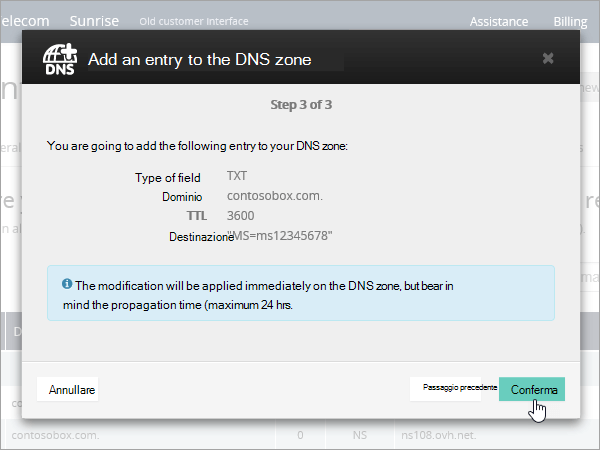 elecom Sunrise Old customer Interface Assistance Billing
DNS Add an entry to the DNS zone
Step 3 of 3
You are going to add the following entry to your DNS zone:
Type of field TXT
Dominio contosobox.com.
TTL 3600
Destinazione "MS=ms12345678"
The modification will be applied immediately on the DNS zone, but bear in
mind the propagation time (maximum 24 hrs.
Annullare Passaggio precedente Conferma
contosobox.com. 0 NS ns108.ovh.net.